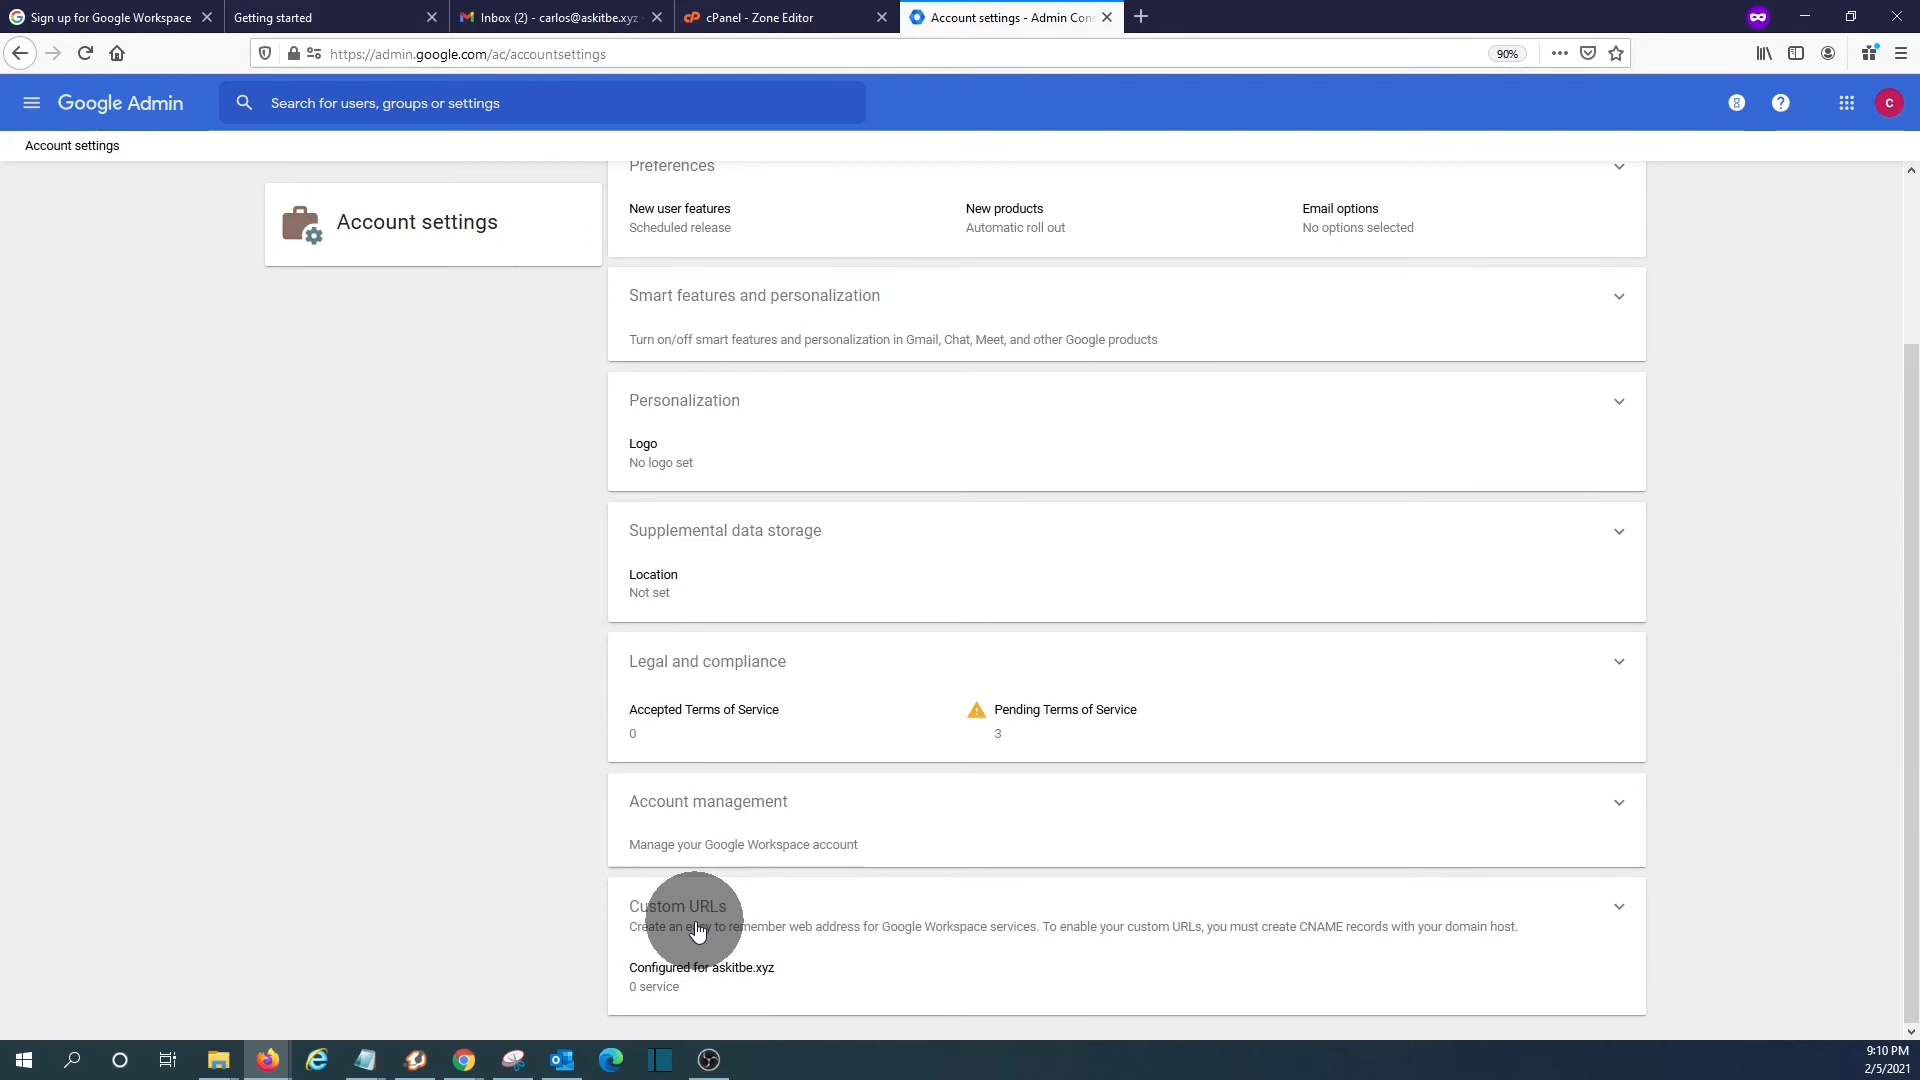 Sign up for Google Workspace
Getting started
Inbox (2) - carlos@askitbe.xyz -
cPanel - Zone Editor
Account settings - Admin Cons
https://admin.google.com/ac/accountsettings
90%
Google Admin
Search for users, groups or settings
C
Account settings
Account settings
Preferences
New user features
New products
Email options
Scheduled release
Automatic roll out
No options selected
Smart features and personalization
Turn on/off smart features and personalization in Gmail, Chat, Meet, and other Google products
Personalization
Logo
No logo set
Supplemental data storage
Location
Not set
Legal and compliance
Accepted Terms of Service
Pending Terms of Service
0
3
Account management
Manage your Google Workspace account
Custom URLs
Create an easy to remember web address for Google Workspace services. To enable your custom URLs, you must create CNAME records with your domain host.
Configured for askitbe.xyz
0 service
9:10 PM
2/5/2021